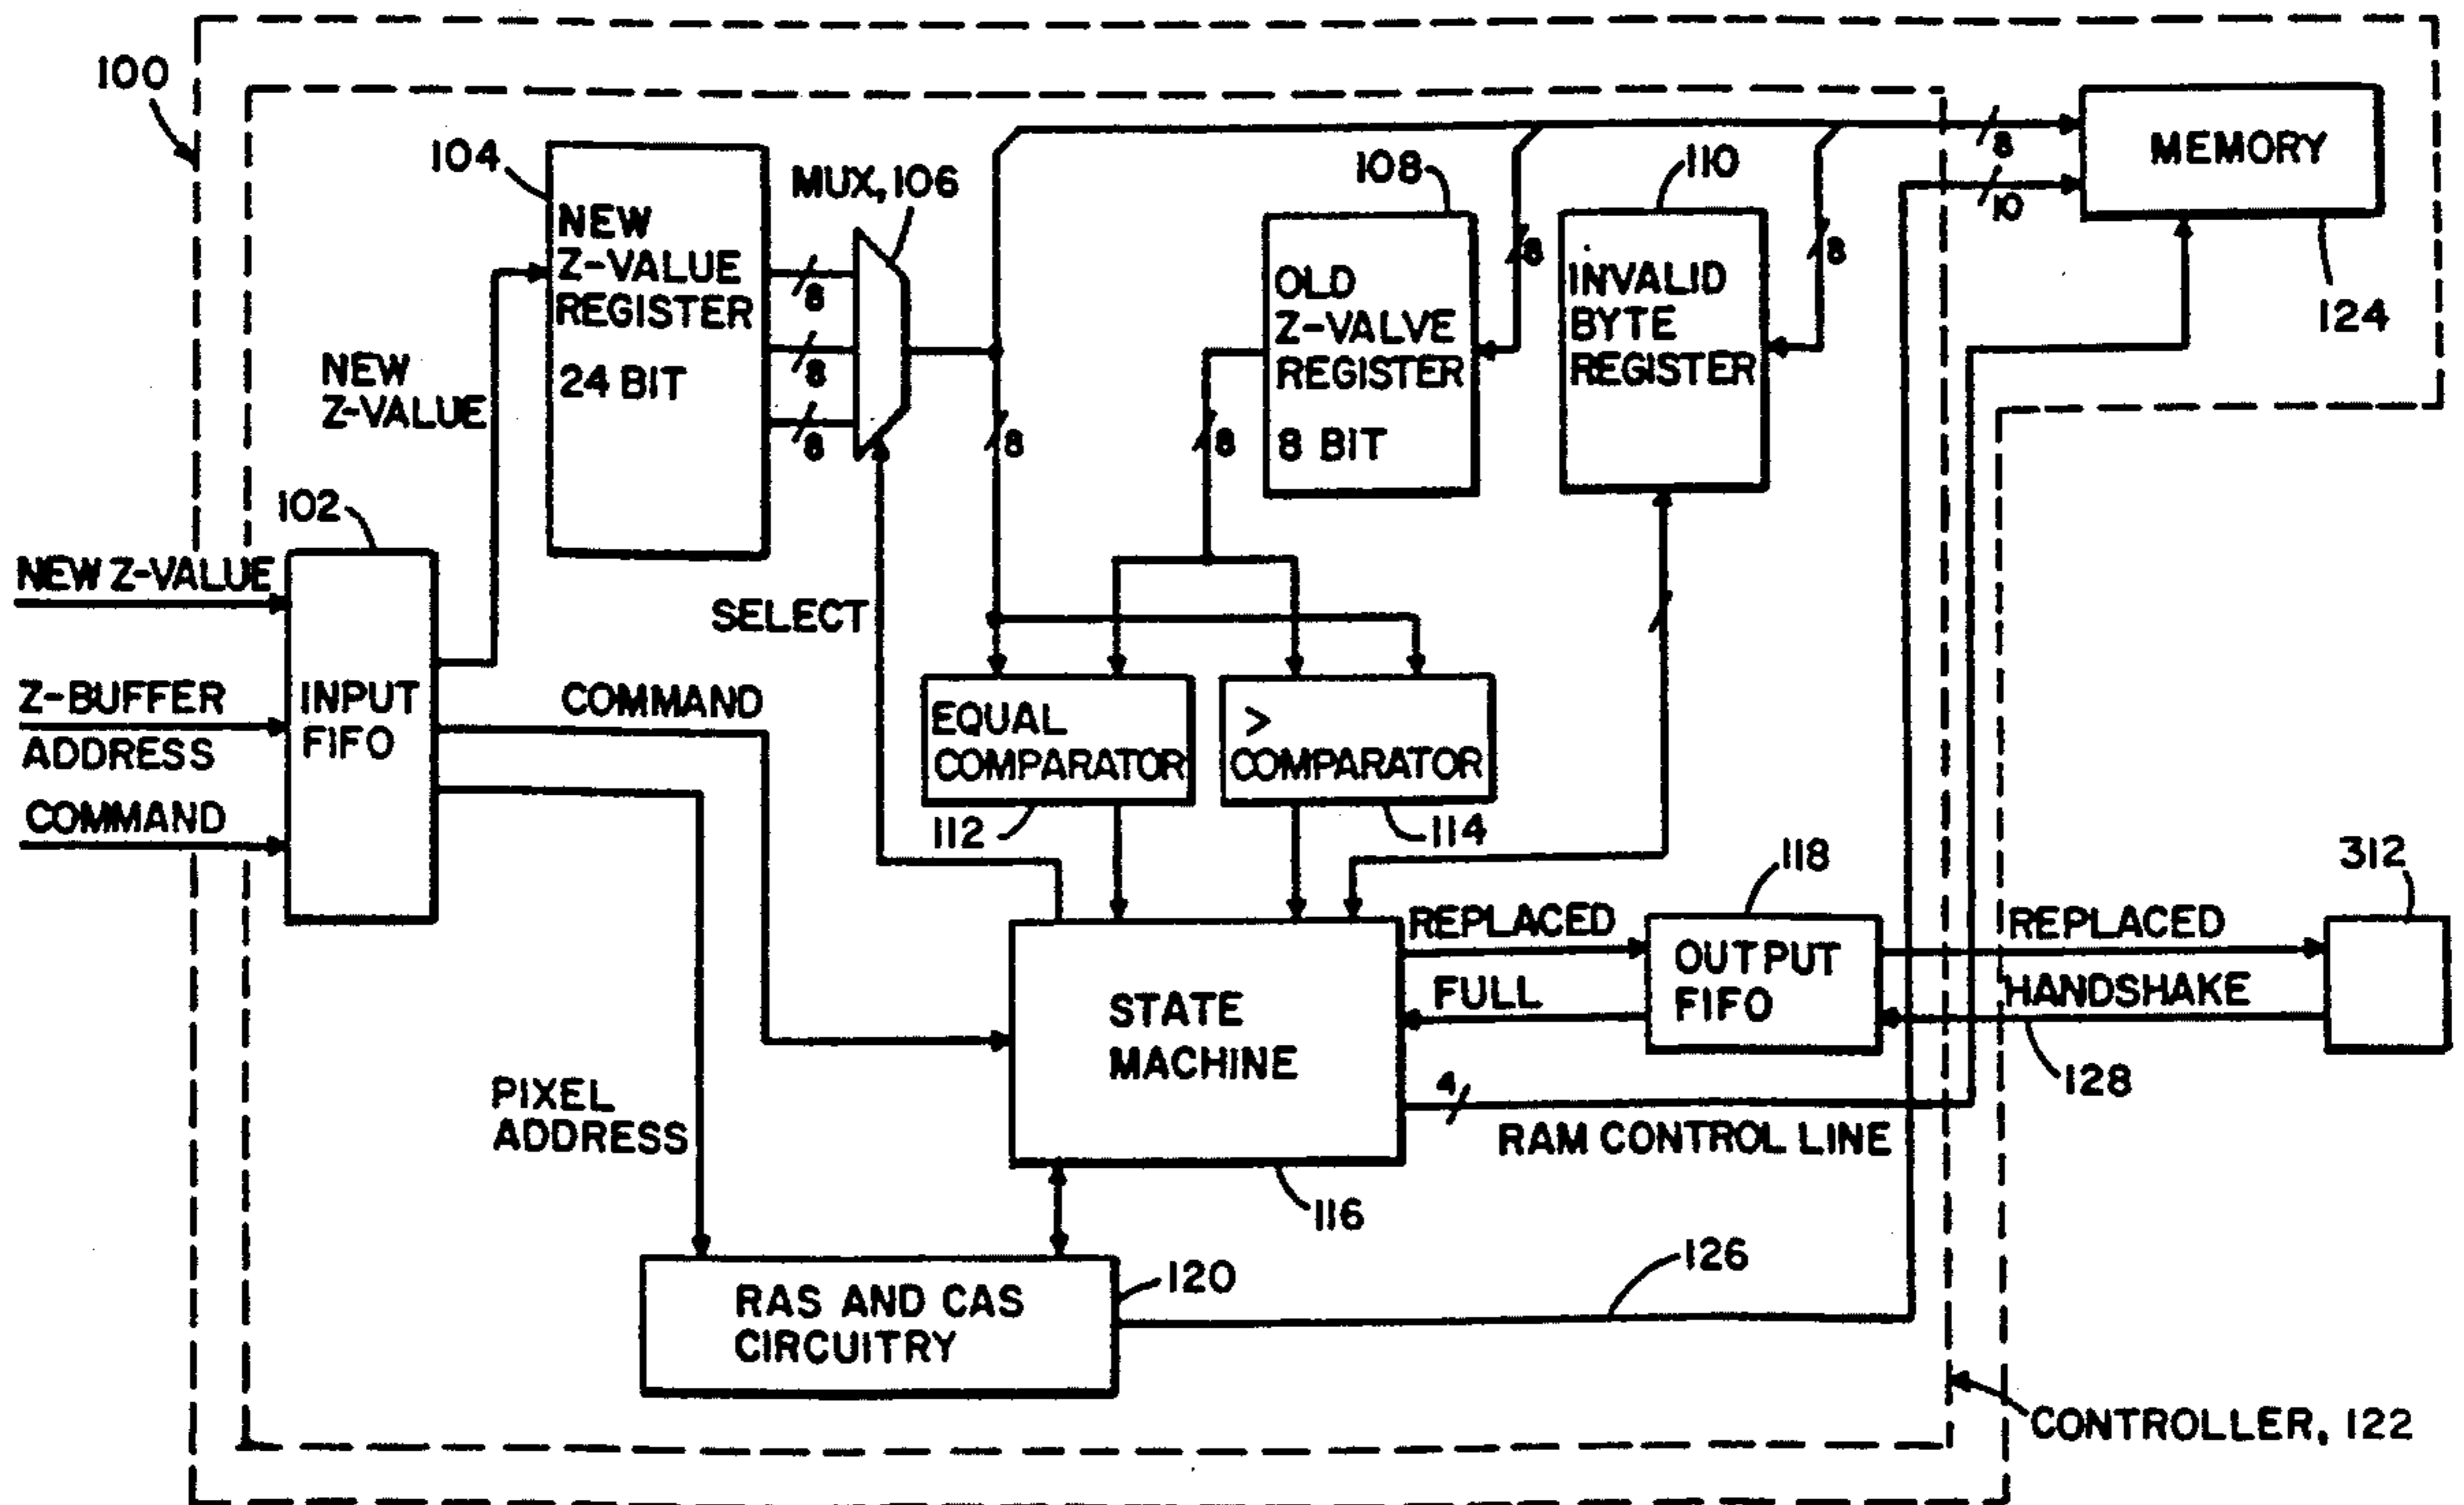 100
104
MUX, 106
108
110
MEMORY
8
10
124
NEW
Z-VALUE
REGISTER
24 BIT
8
8
8
8
OLD
Z-VALVE
REGISTER
8 BIT
8
8
INVALID
BYTE
REGISTER
8
NEW
Z-VALUE
102
NEW Z-VALUE
Z-BUFFER
ADDRESS
COMMAND
INPUT
FIFO
SELECT
COMMAND
EQUAL
COMPARATOR
112
>
COMPARATOR
114
118
312
REPLACED
FULL
OUTPUT
FIFO
REPLACED
HANDSHAKE
128
STATE
MACHINE
4
RAM CONTROL LINE
116
PIXEL
ADDRESS
RAS AND CAS
CIRCUITRY
120
126
CONTROLLER, 122